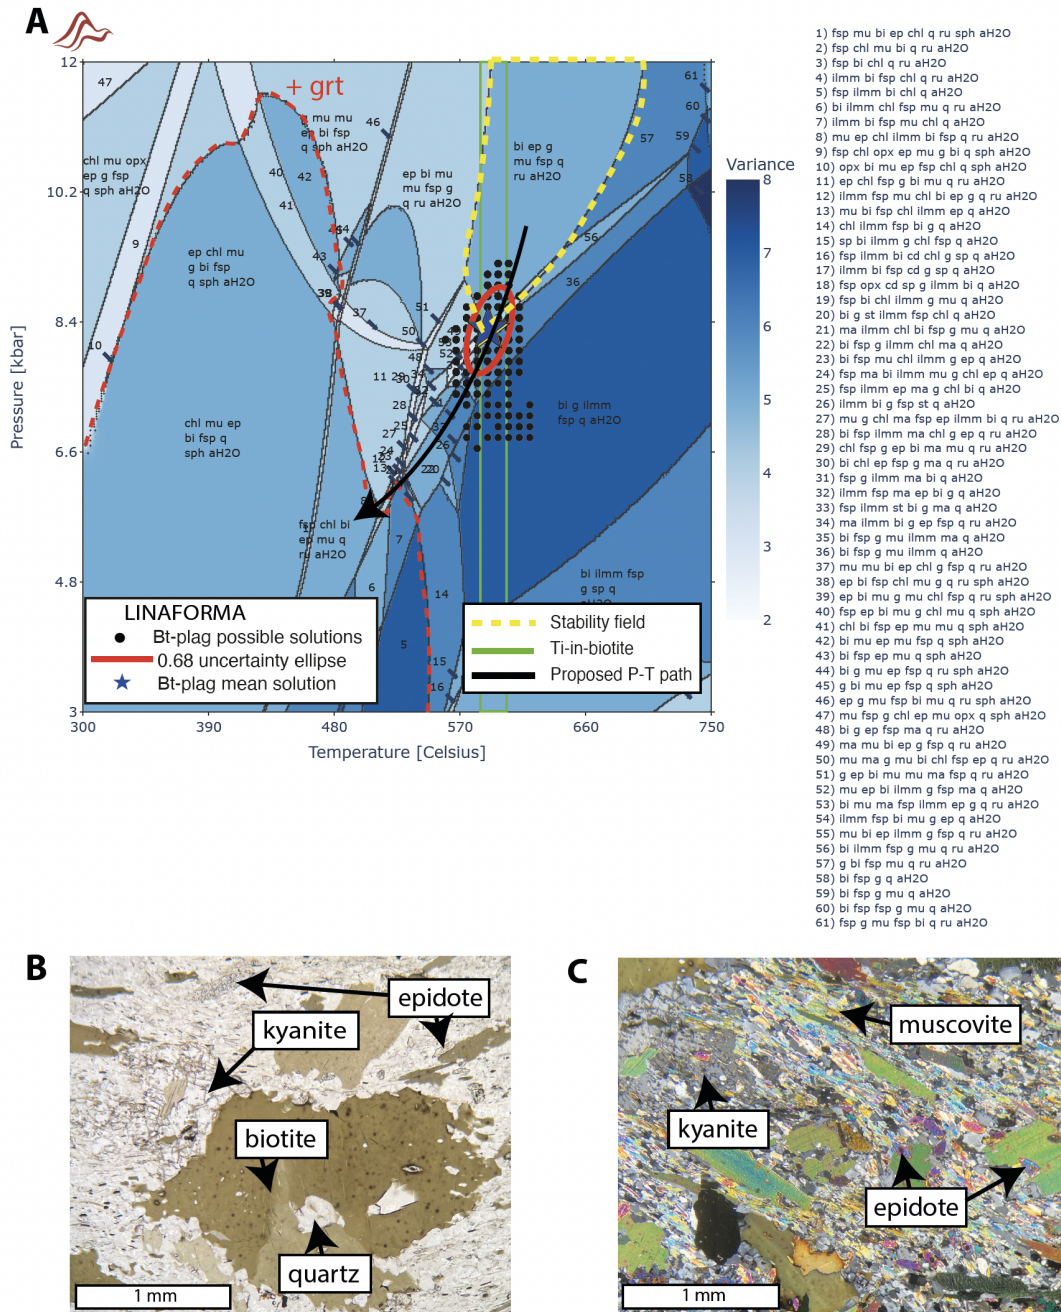 A
+ grt
47
46
61
60
59
57
58
56
36
mu mu
ep bi fsp
q sph aH2O
chl mu opx
ep g fsp
q sph aH2O
40
42
41
9
10
ep bi mu
mu fsp g
q ru aH2O
bi ep g
mu fsp q
ru aH2O
44
43
37
51
50
48
52
ep chl mu
g bi fsp
q sph aH2O
chl mu ep
bi fsp q
sph aH2O
11
29
28
25
27
24
26
20
bi g ilmm
fsp q aH2O
fsp chl bi
ep mu q
ru aH2O
bi ilmm fsp
g sp q
aH2O
7
6
14
5
15
16
12
10.2
8.4
6.6
4.8
3
Pressure [kbar]
300
390
480
570
660
750
Temperature [Celsius]
Variance
8
7
6
5
4
3
2
LINAFORMA
Bt-plag possible solutions
0.68 uncertainty ellipse
Bt-plag mean solution
Stability field
Ti-in-biotite
Proposed P-T path
1) fsp mu bi ep chl q ru sph aH2O
2) fsp chl mu bi q ru aH2O
3) fsp bi chl q ru aH2O
4) ilmm bi fsp chl q ru aH2O
5) fsp ilmm bi chl q aH2O
6) bi ilmm chl fsp mu q ru aH2O
7) ilmm bi fsp mu chl q aH2O
8) mu ep chl ilmm bi fsp q ru aH2O
9) fsp chl opx ep mu g bi q sph aH2O
10) opx bi mu ep fsp chl q sph aH2O
11) ep chl fsp g bi mu q ru aH2O
12) ilmm fsp mu chl bi ep g q ru aH2O
13) mu bi fsp chl ilmm ep q aH2O
14) chl ilmm fsp bi g q aH2O
15) sp bi ilmm g chl fsp q aH2O
16) fsp ilmm bi cd chl g sp q aH2O
17) ilmm bi fsp cd g sp q aH2O
18) fsp opx cd sp g ilmm bi q aH2O
19) fsp bi chl ilmm g mu q aH2O
20) bi g st ilmm fsp chl q aH2O
21) ma ilmm chl bi fsp g mu q aH2O
22) bi fsp g ilmm chl ma q aH2O
23) bi fsp mu chl ilmm g ep q aH2O
24) fsp ma bi ilmm mu g chl ep q aH2O
25) fsp ilmm ep ma g chl bi q aH2O
26) ilmm bi g fsp st q aH2O
27) mu g chl ma fsp ep ilmm bi q ru aH2O
28) bi fsp ilmm ma chl g ep q ru aH2O
29) chl fsp g ep bi ma mu q ru aH2O
30) bi chl ep fsp g ma q ru aH2O
31) fsp g ilmm ma bi q aH2O
32) ilmm fsp ma ep bi g q aH2O
33) fsp ilmm st bi g ma q aH2O
34) ma ilmm bi g ep fsp q ru aH2O
35) bi fsp g mu ilmm ma q aH2O
36) bi fsp g mu ilmm q aH2O
37) mu mu bi ep chl g fsp q ru aH2O
38) ep bi fsp chl mu g q ru sph aH2O
39) ep bi mu g mu chl fsp q ru sph aH2O
40) fsp ep bi mu g chl mu q sph aH2O
41) chl bi fsp ep mu mu q sph aH2O
42) bi mu ep mu fsp q sph aH2O
43) bi fsp ep mu q sph aH2O
44) bi g mu ep fsp q ru sph aH2O
45) g bi mu ep fsp q sph aH2O
46) ep g mu fsp bi mu q ru sph aH2O
47) mu fsp g chl ep mu opx q sph aH2O
48) bi g ep fsp ma q ru aH2O
49) ma mu bi ep g fsp q ru aH2O
50) mu ma g mu bi chl fsp ep q ru aH2O
51) g ep bi mu mu ma fsp q ru aH2O
52) mu ep bi ilmm g fsp ma q aH2O
53) bi mu ma fsp ilmm ep g q ru aH2O
54) ilmm fsp bi mu g ep q aH2O
55) mu bi ep ilmm g fsp q ru aH2O
56) bi ilmm fsp g mu q ru aH2O
57) g bi fsp mu q ru aH2O
58) bi fsp g q aH2O
59) bi fsp g mu q aH2O
60) bi fsp fsp g mu q aH2O
61) fsp g mu fsp bi q ru aH2O
B
epidote
kyanite
biotite
quartz
1 mm
C
muscovite
kyanite
epidote
1 mm